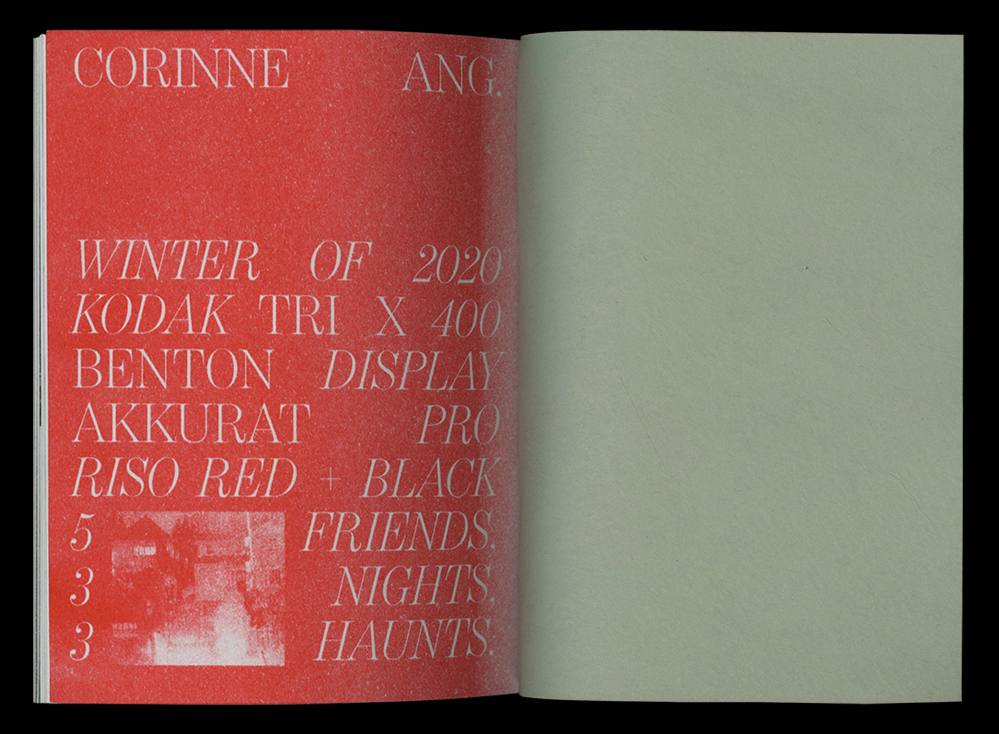 CORINNE ANG.
WINTER OF 2020
KODAK TRI X 400
BENTON DISPLAY
AKKURAT PRO
RISO RED + BLACK
5 FRIENDS,
3 NIGHTS,
3 HAUNTS.